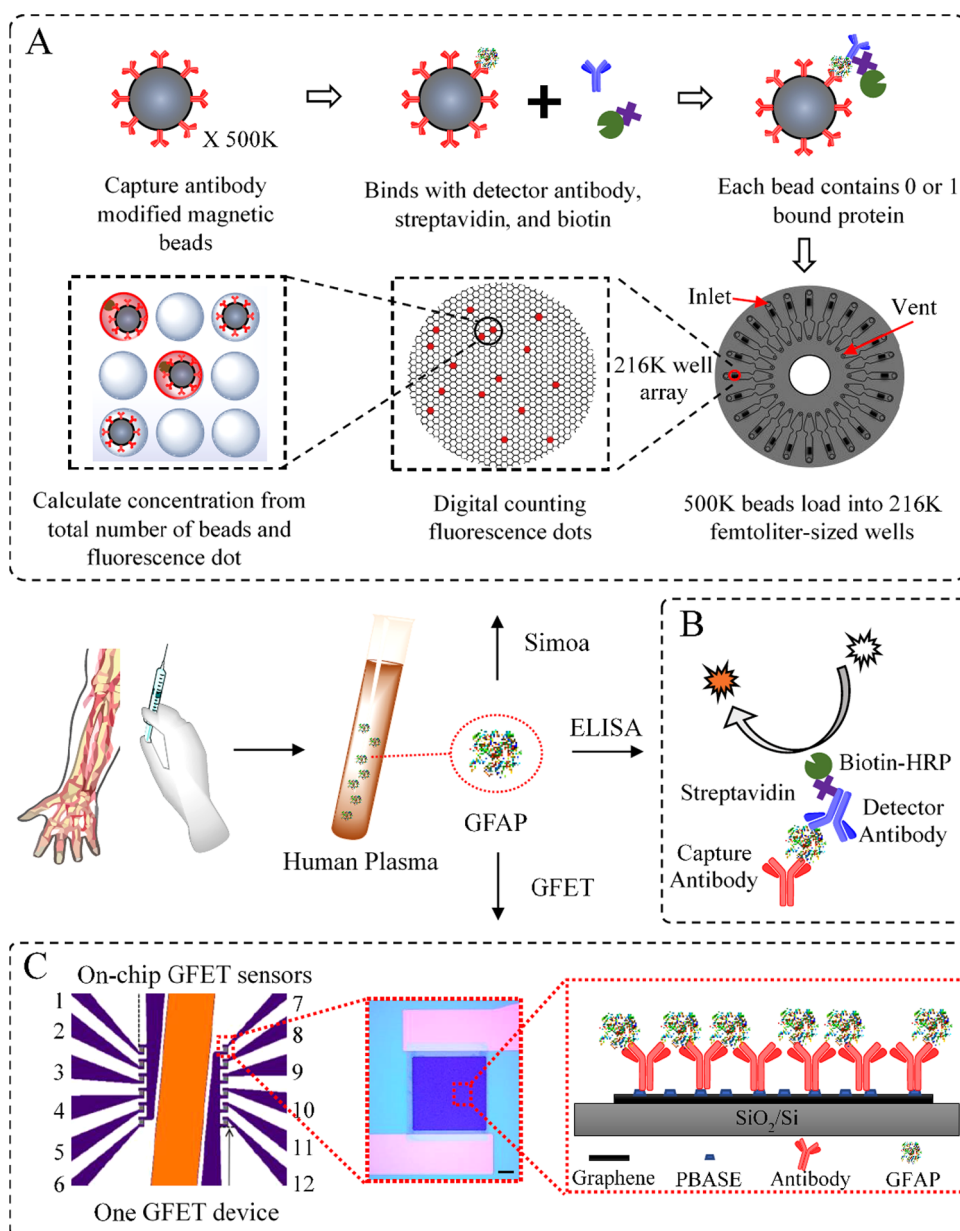 A
X 500K
Capture antibody
modified magnetic
beads
Binds with detector antibody,
streptavidin, and biotin
Each bead contains 0 or 1
bound protein
Inlet
Vent
216K well
array
Calculate concentration from
total number of beads and
fluorescence dot
Digital counting
fluorescence dots
500K beads load into 216K
femtoliter-sized wells
Simoa
ELISA
GFAP
Human Plasma
GFET
B
Biotin-HRP
Streptavidin
Detector
Antibody
Capture
Antibody
C
On-chip GFET sensors
1
2
3
4
5
6
7
8
9
10
11
12
One GFET device
SiO₂/Si
Graphene
PBASE
Antibody
GFAP